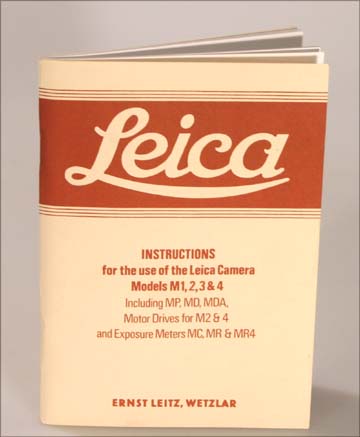 Leica
INSTRUCTIONS
for the use of the Leica Camera
Models M1, 2, 3 & 4
Including MP, MD, MDA,
Motor Drives for M2 & 4
and Exposure Meters MC, MR & MR4
ERNST LEITZ, WETZLAR